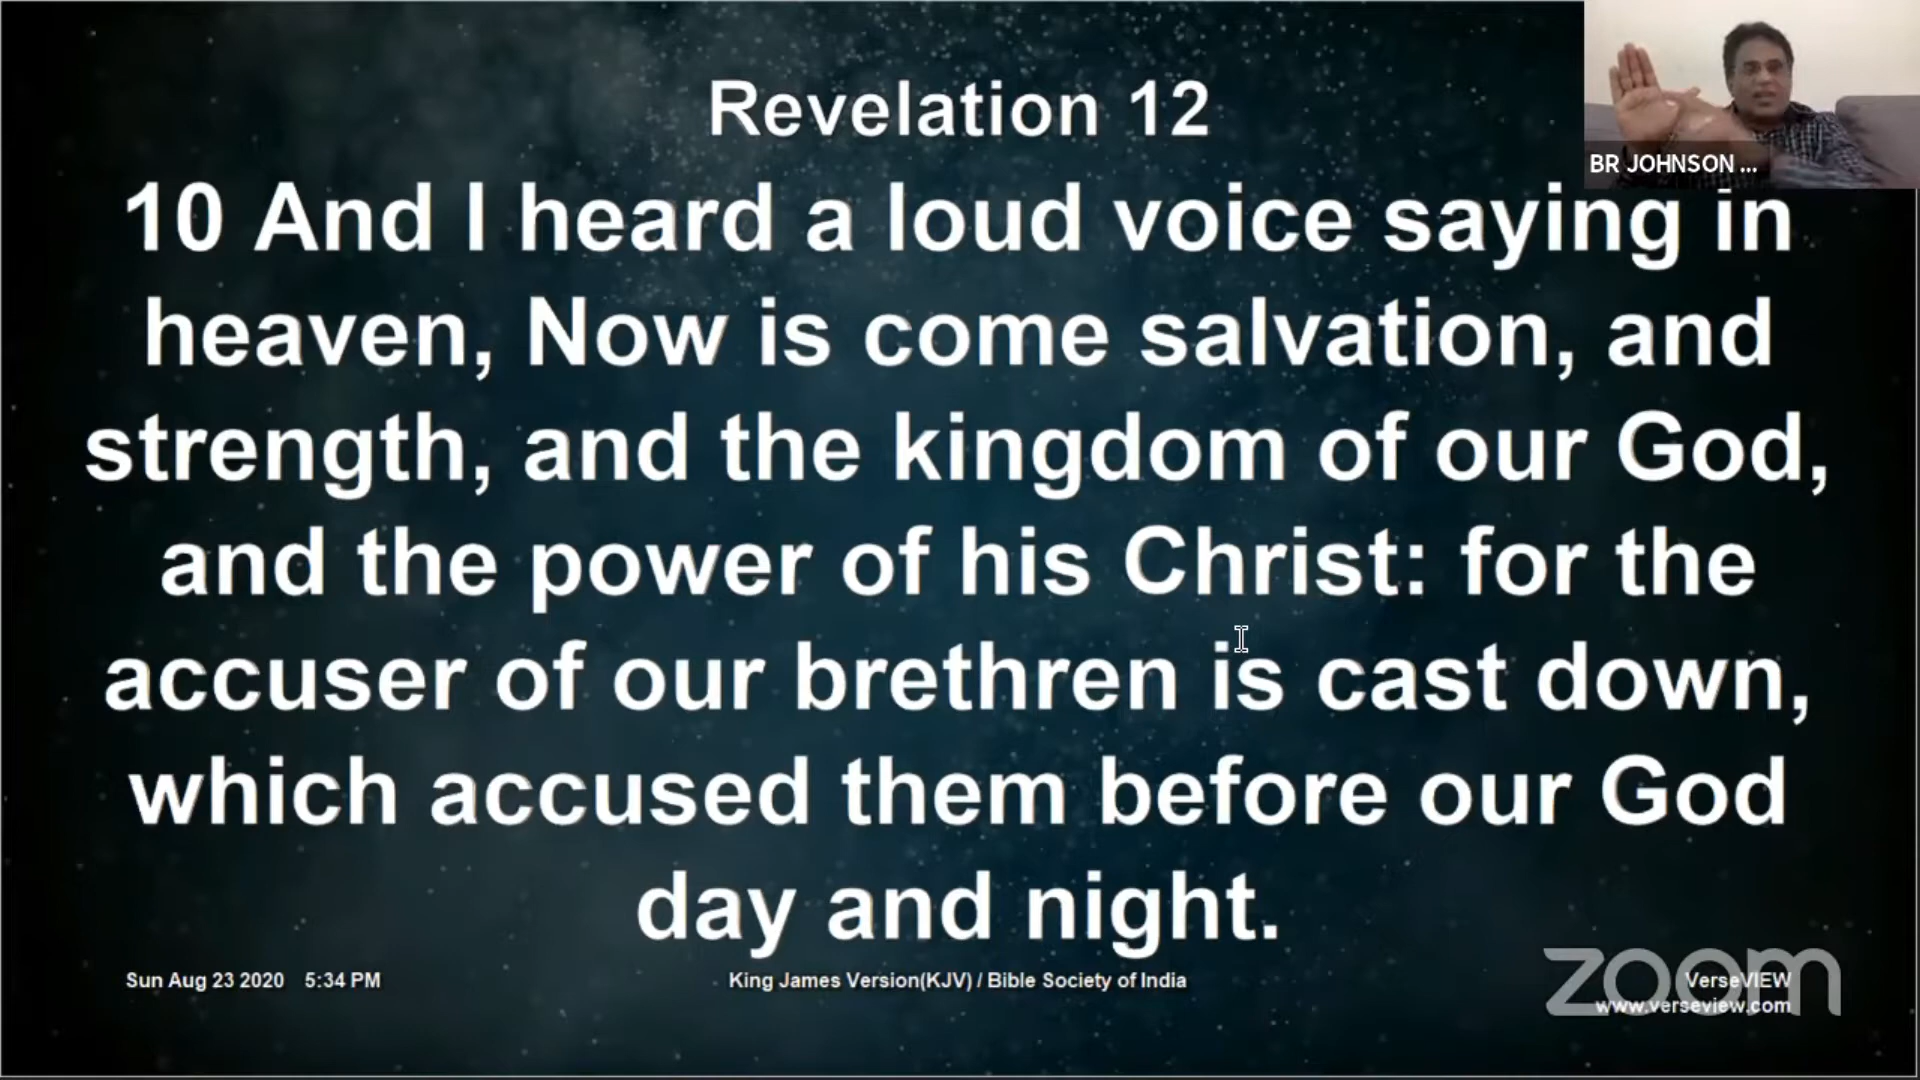 Revelation 12
BR JOHNSON ...
10 And I heard a loud voice saying in
heaven, Now is come salvation, and
strength, and the kingdom of our God,
and the power of his Christ: for the
accuser of our brethren is cast down,
which accused them before our God
day and night.
Sun Aug 23 2020 5:34 PM
King James Version(KJV) / Bible Society of India
zoom
VerseVIEW
www.verseview.com